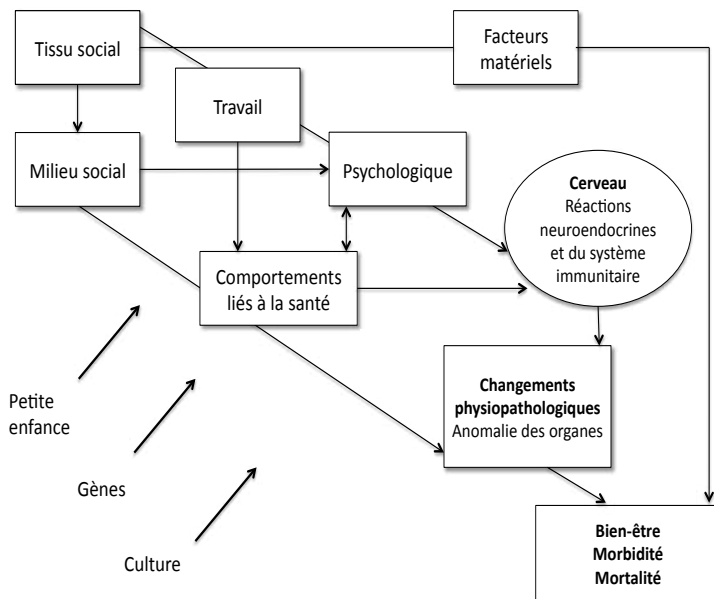 Tissu social
Facteurs
matériels
Travail
Milieu social
Psychologique
Cerveau
Réactions
neuroendocrines
et du système
immunitaire
Comportements
liés à la santé
Changements
physiopathologiques
Anomalie des organes
Petite
enfance
Gènes
Culture
Bien-être
Morbidité
Mortalité